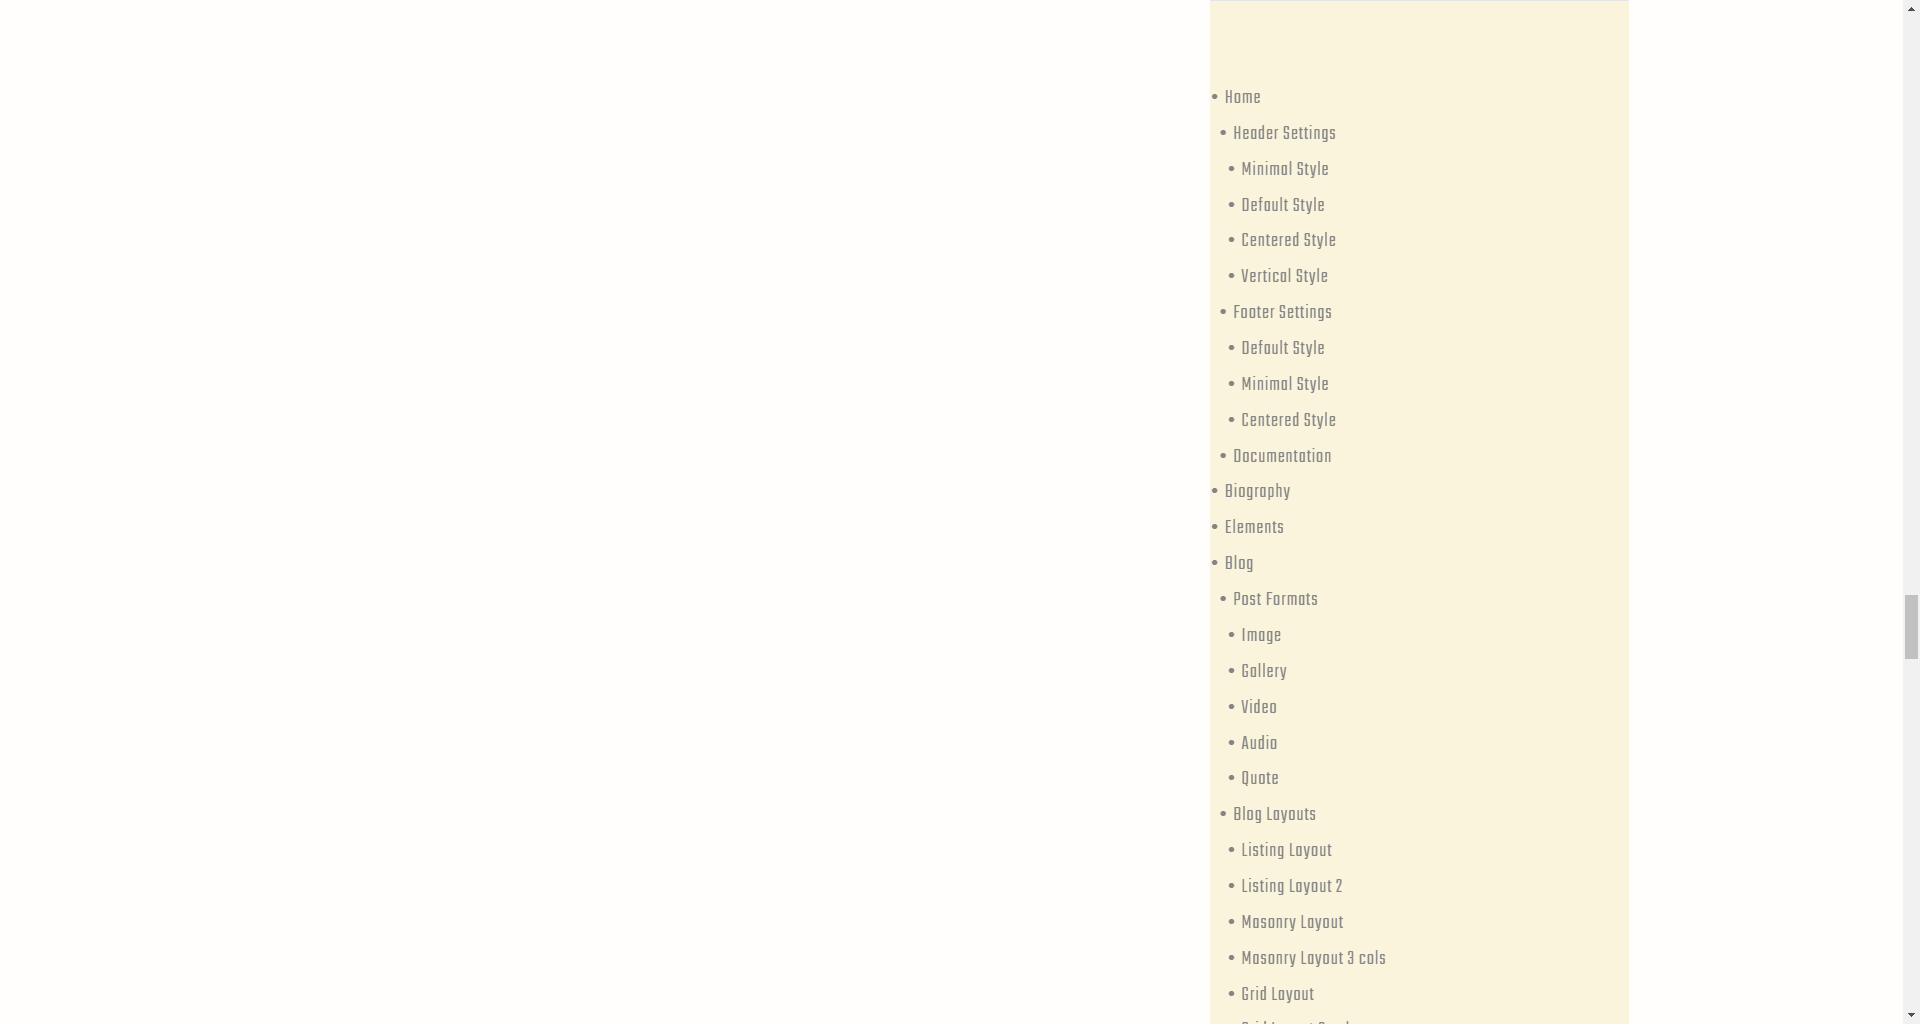 • Home
• Header Settings
• Minimal Style
• Default Style
• Centered Style
• Vertical Style
• Footer Settings
• Default Style
• Minimal Style
• Centered Style
• Documentation
• Biography
• Elements
• Blog
• Post Formats
• Image
• Gallery
• Video
• Audio
• Quote
• Blog Layouts
• Listing Layout
• Listing Layout 2
• Masonry Layout
• Masonry Layout 3 cols
• Grid Layout